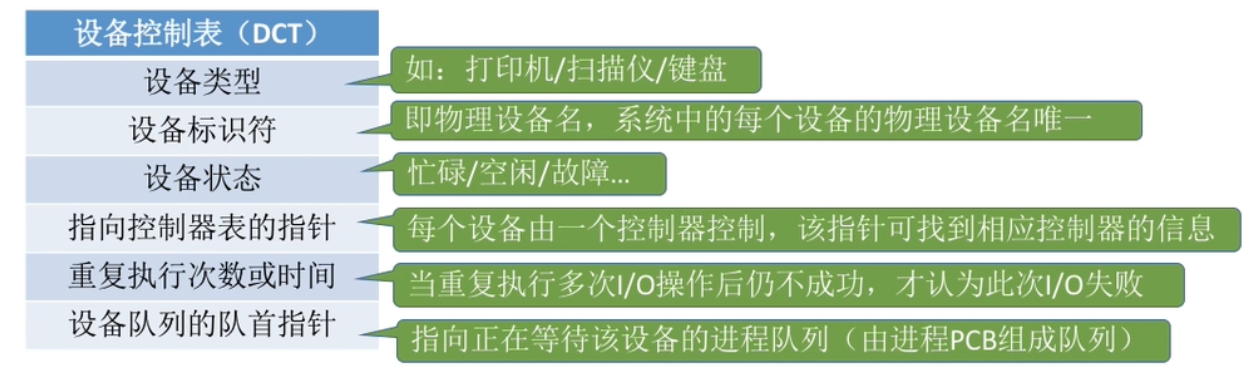 设备控制表（DCT）
设备类型
如：打印机/扫描仪/键盘
设备标识符
即物理设备名，系统中的每个设备的物理设备名唯一
设备状态
忙碌/空闲/故障...
指向控制器表的指针
每个设备由一个控制器控制，该指针可找到相应控制器的信息
重复执行次数或时间
当重复执行多次I/O操作后仍不成功，才认为此次I/O失败
设备队列的队首指针
指向正在等待该设备的进程队列（由进程PCB组成队列）